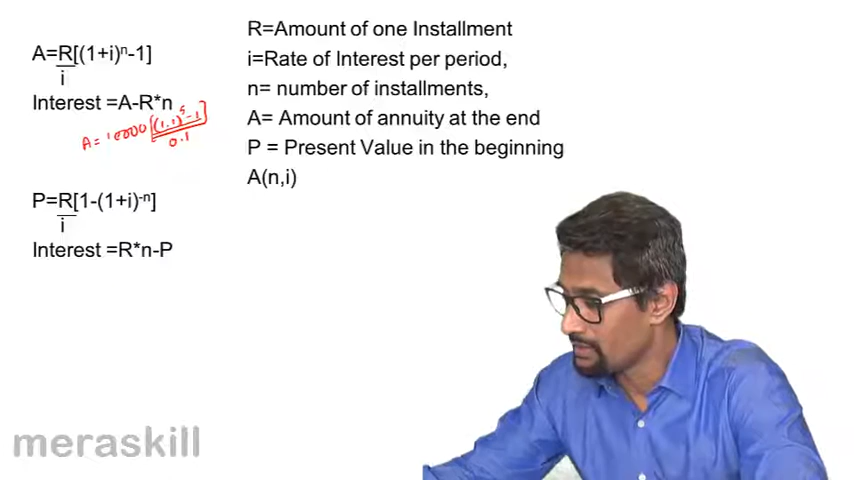 A=R[(1+i)ⁿ-1]
i
Interest =A-R*n
A = 10000 [(1.1)⁵-1]
0.1
P=R[1-(1+i)⁻ⁿ]
i
Interest =R*n-P
R=Amount of one Installment
i=Rate of Interest per period,
n= number of installments,
A= Amount of annuity at the end
P = Present Value in the beginning
A(n,i)
meraskill